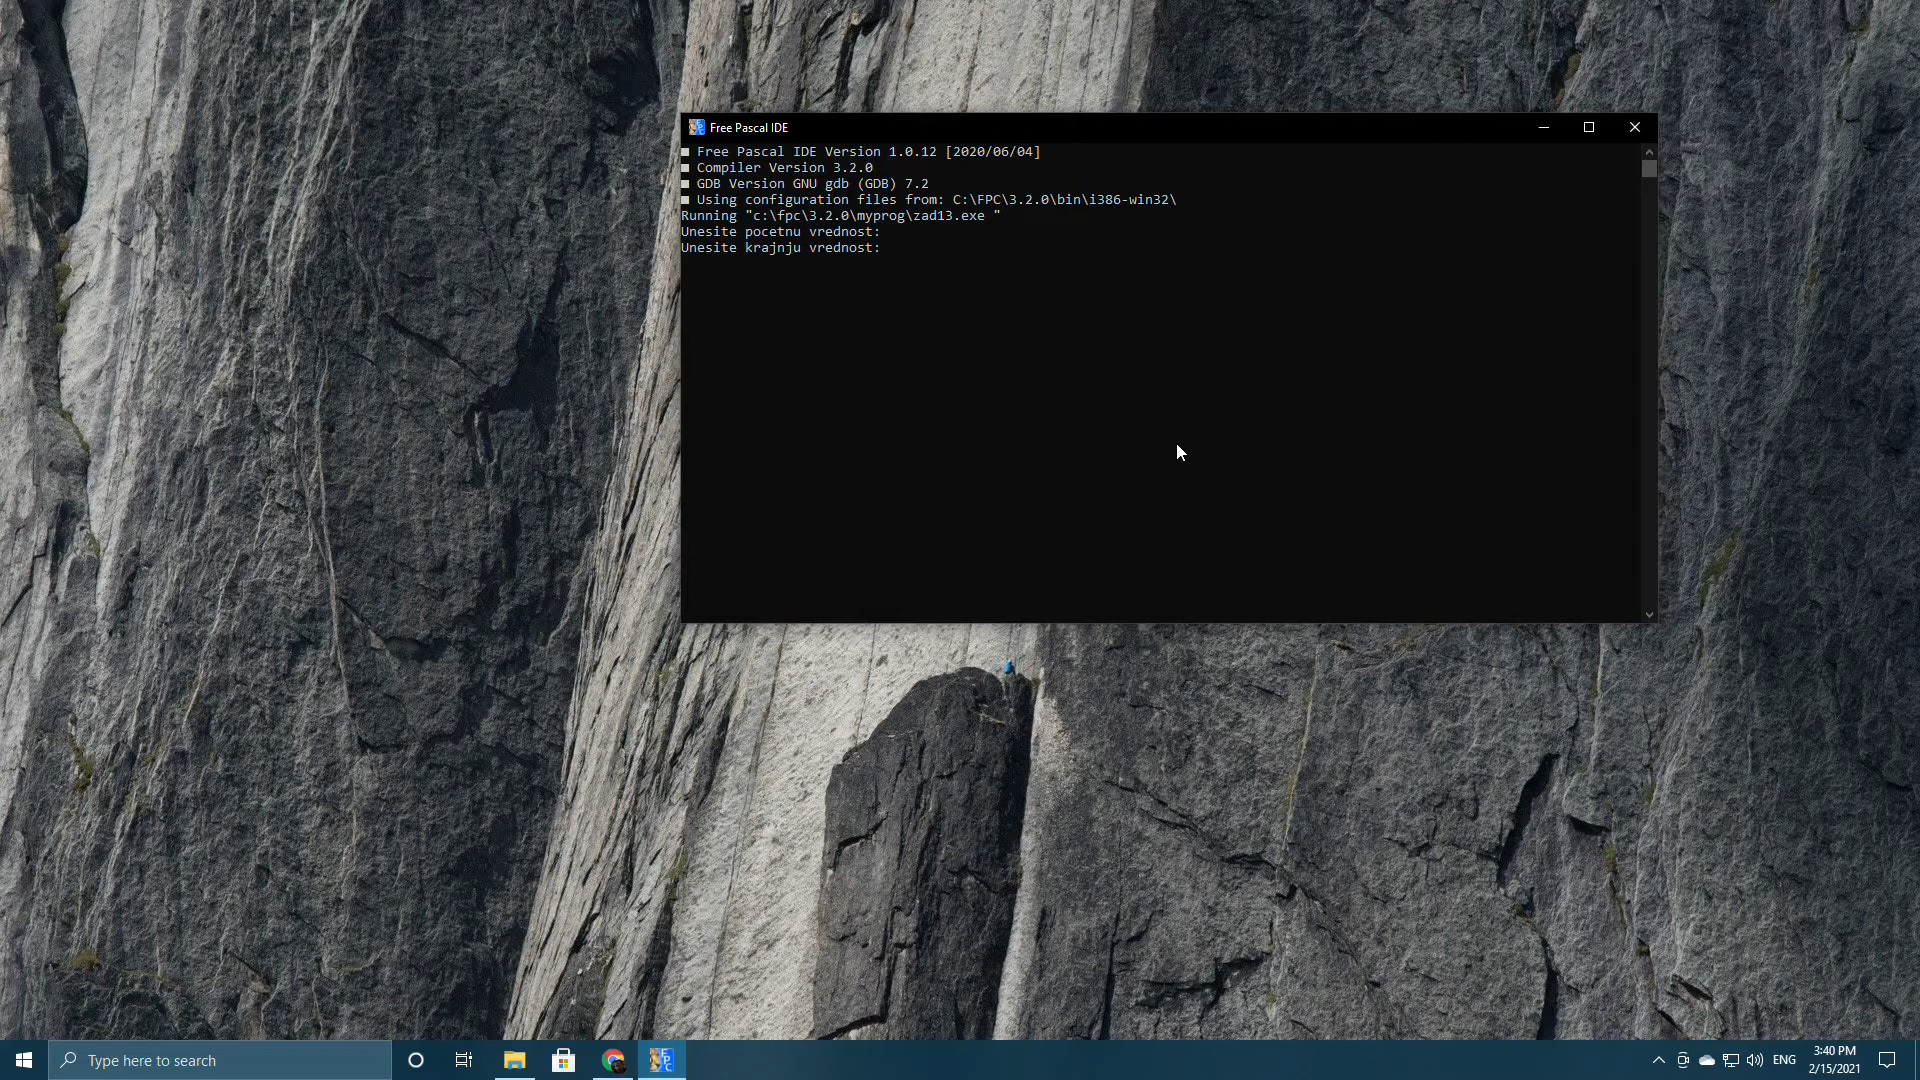 Free Pascal IDE
■ Free Pascal IDE Version 1.0.12 [2020/06/04]
■ Compiler Version 3.2.0
■ GDB Version GNU gdb (GDB) 7.2
■ Using configuration files from: C:\FPC\3.2.0\bin\i386-win32\
Running "c:\fpc\3.2.0\myprog\zad13.exe "
Unesite pocetnu vrednost:
Unesite krajnju vrednost:
Type here to search
ENG
3:40 PM
2/15/2021